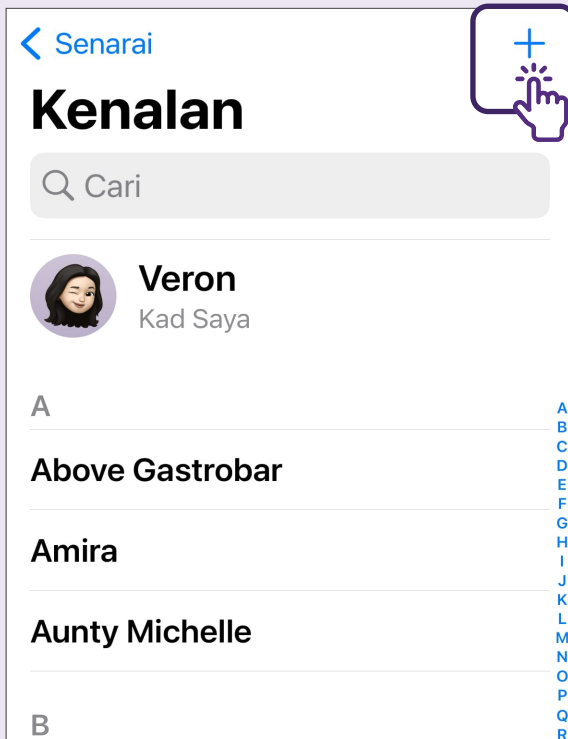 Senarai
Kenalan
Cari
Veron
Kad Saya
A
Above Gastrobar
Amira
Aunty Michelle
B
A
B
C
D
E
F
G
H
I
J
K
L
M
N
O
P
Q
R